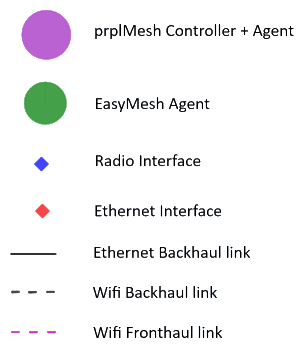 prplMesh Controller + Agent
EasyMesh Agent
Radio Interface
Ethernet Interface
Ethernet Backhaul link
Wifi Backhaul link
Wifi Fronthaul link